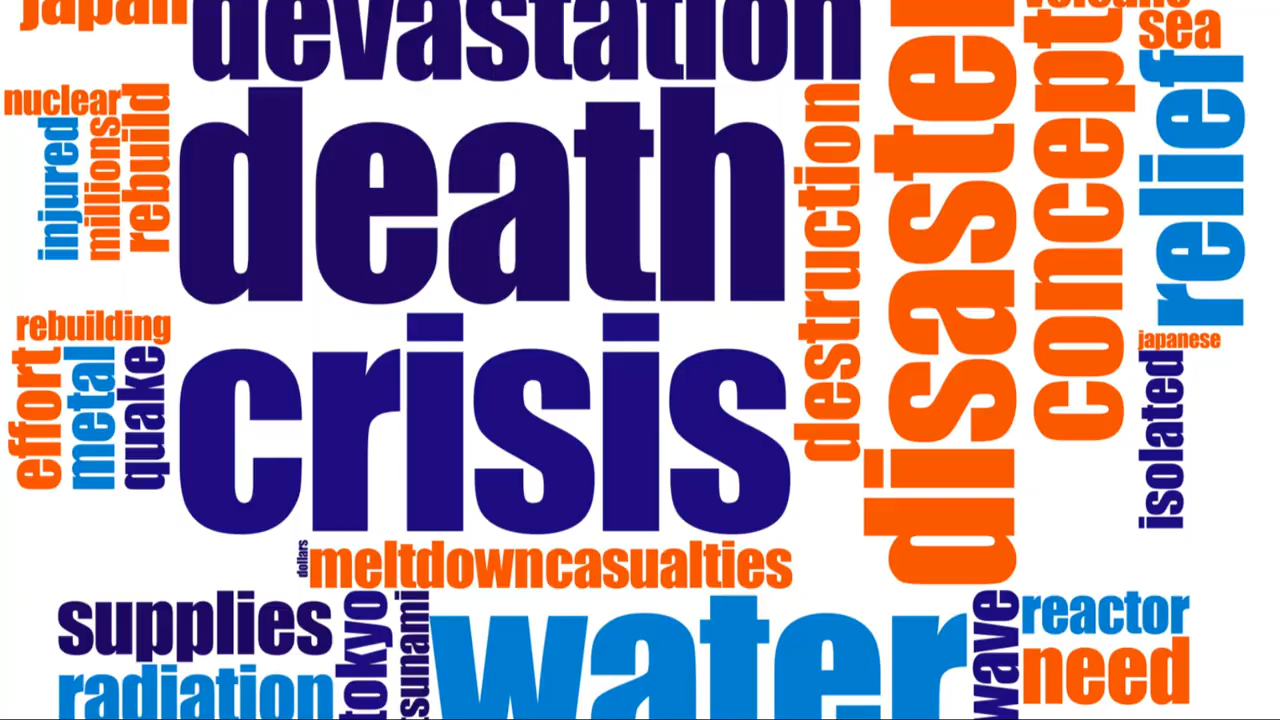 japan
devastation
disaster
concept
volcano
sea
relief
nuclear
injured
millions
rebuild
death
destruction
rebuilding
effort
metal
quake
crisis
japanese
isolated
dollars
meltdown
casualties
supplies
tokyo
tsunami
water
wave
reactor
need
radiation